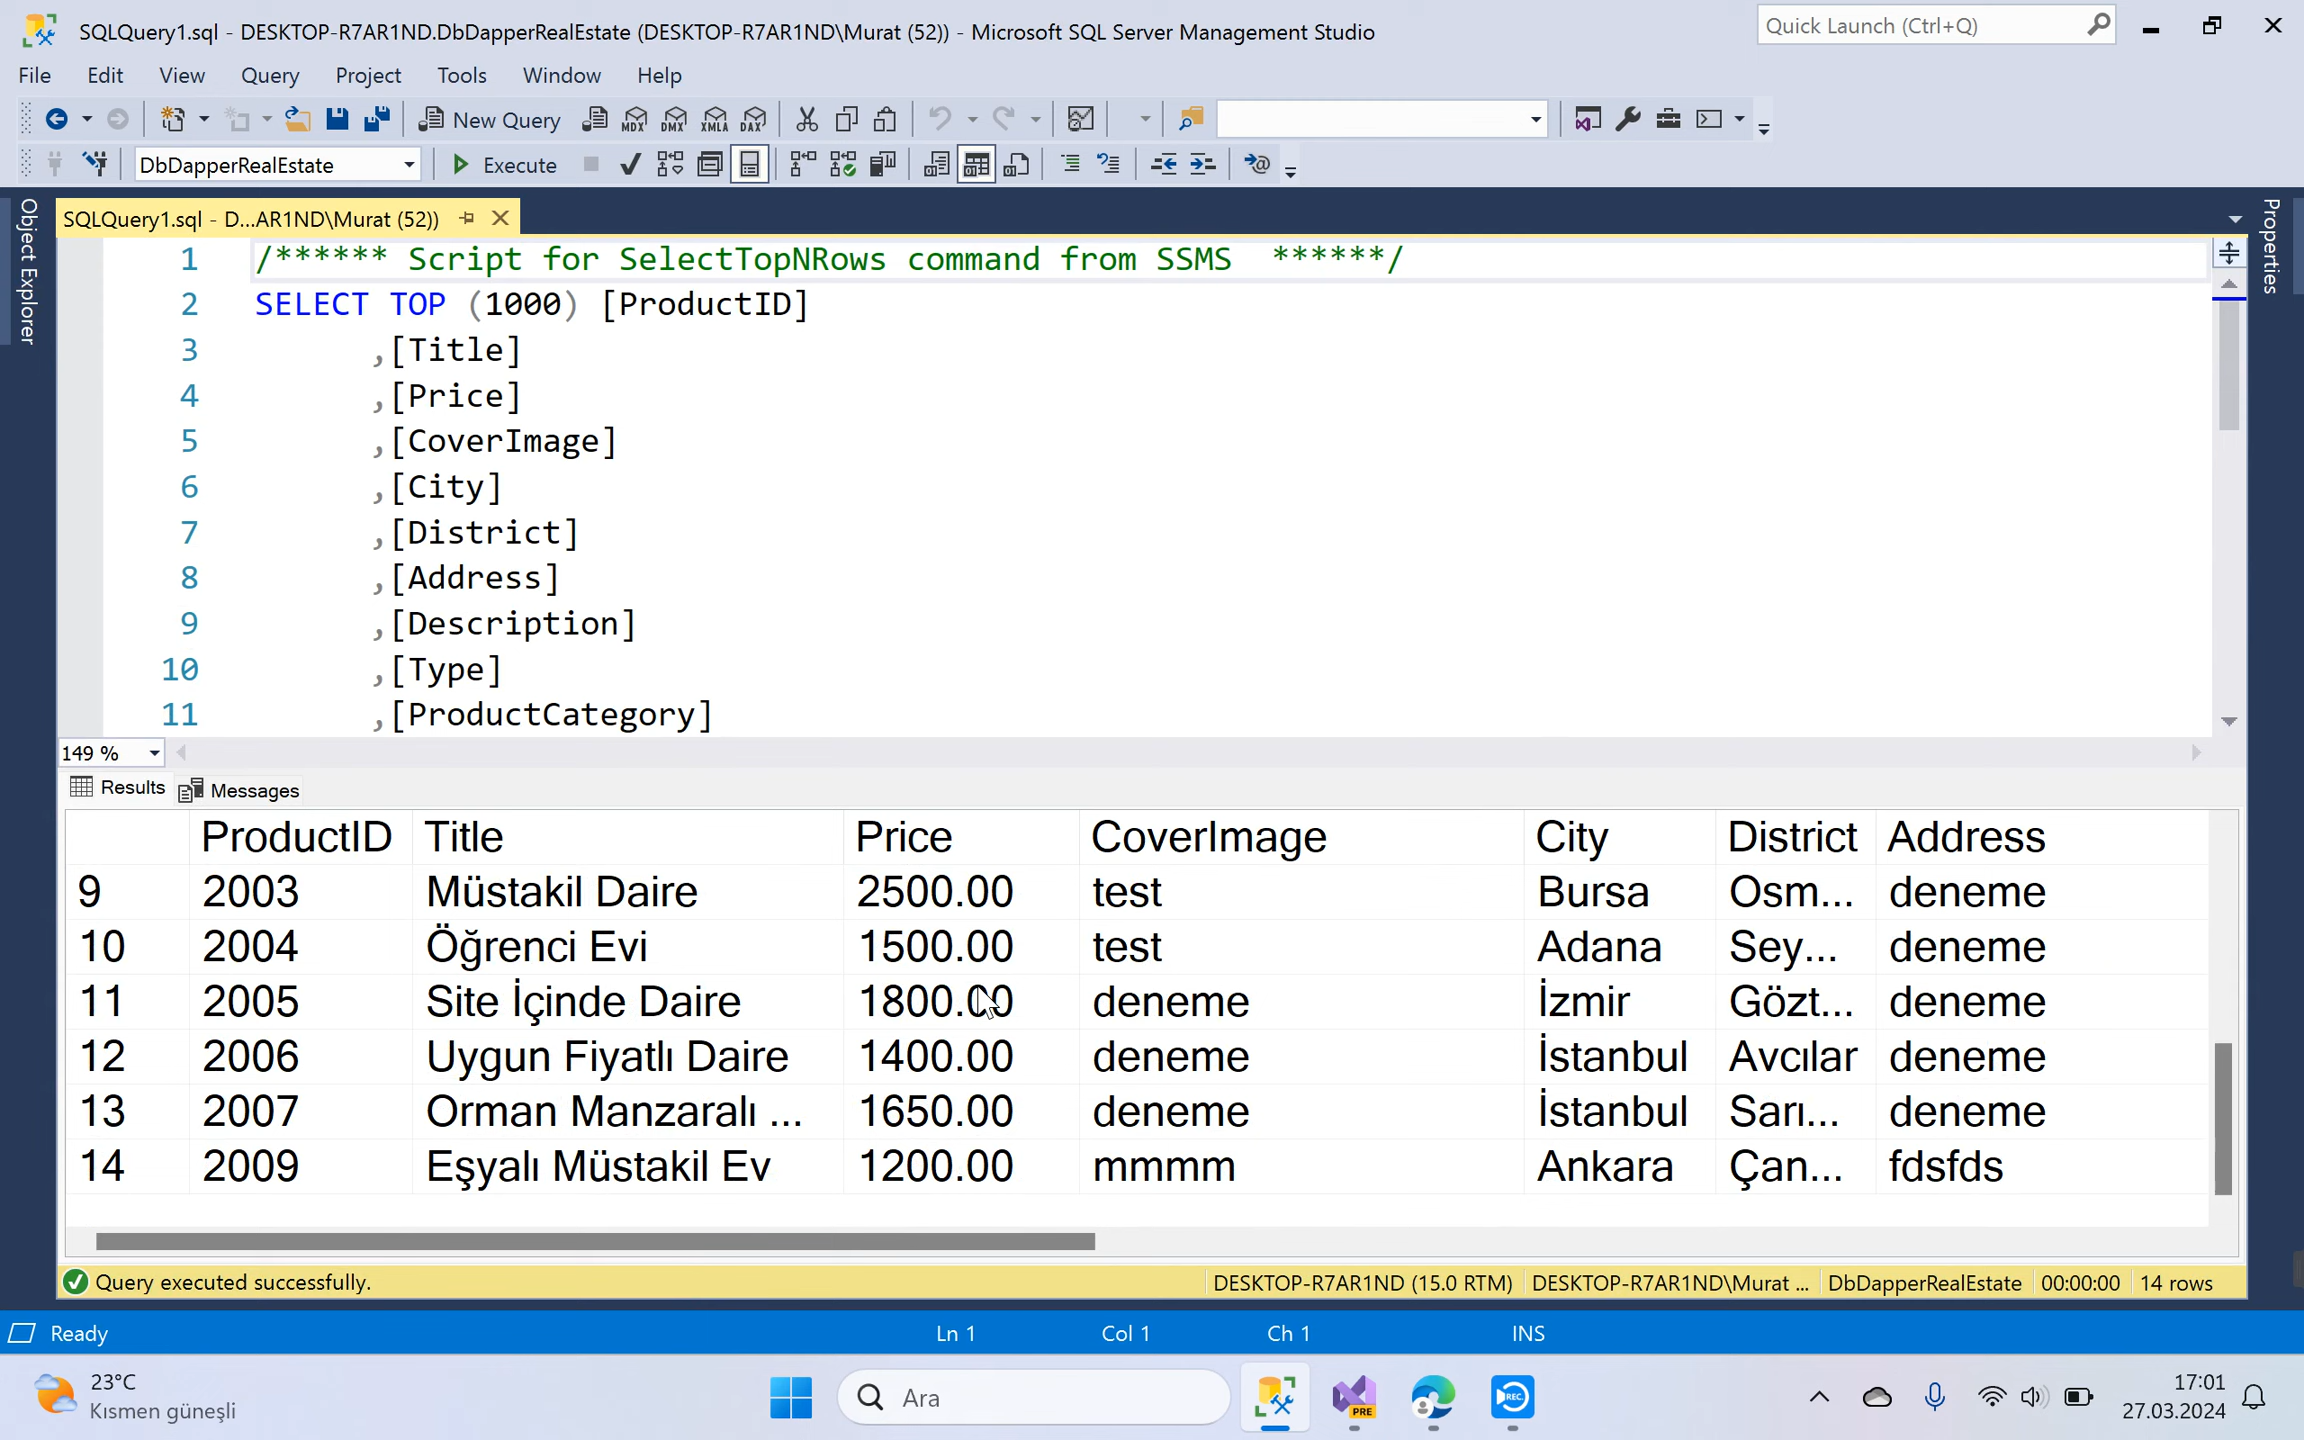 SQLQuery1.sql - DESKTOP-R7AR1ND.DbDapperRealEstate (DESKTOP-R7AR1ND\Murat (52)) - Microsoft SQL Server Management Studio
Quick Launch (Ctrl+Q)
File Edit View Query Project Tools Window Help
New Query MDX DMX XMLA DAX
DbDapperRealEstate Execute
Object Explorer
SQLQuery1.sql - D...AR1ND\Murat (52))
Properties
1 /****** Script for SelectTopNRows command from SSMS ******/
2 SELECT TOP (1000) [ProductID]
3 ,[Title]
4 ,[Price]
5 ,[CoverImage]
6 ,[City]
7 ,[District]
8 ,[Address]
9 ,[Description]
10 ,[Type]
11 ,[ProductCategory]
149 %
Results Messages
ProductID Title Price CoverImage City District Address
9 2003 Müstakil Daire 2500.00 test Bursa Osm... deneme
10 2004 Öğrenci Evi 1500.00 test Adana Sey... deneme
11 2005 Site İçinde Daire 1800.00 deneme İzmir Gözt... deneme
12 2006 Uygun Fiyatlı Daire 1400.00 deneme İstanbul Avcılar deneme
13 2007 Orman Manzaralı ... 1650.00 deneme İstanbul Sarı... deneme
14 2009 Eşyalı Müstakil Ev 1200.00 mmmm Ankara Çan... fdsfds
Query executed successfully. DESKTOP-R7AR1ND (15.0 RTM) DESKTOP-R7AR1ND\Murat ... DbDapperRealEstate 00:00:00 14 rows
Ready Ln 1 Col 1 Ch 1 INS
23°C
Kısmen güneşli
Ara
PRE
REC
17:01
27.03.2024